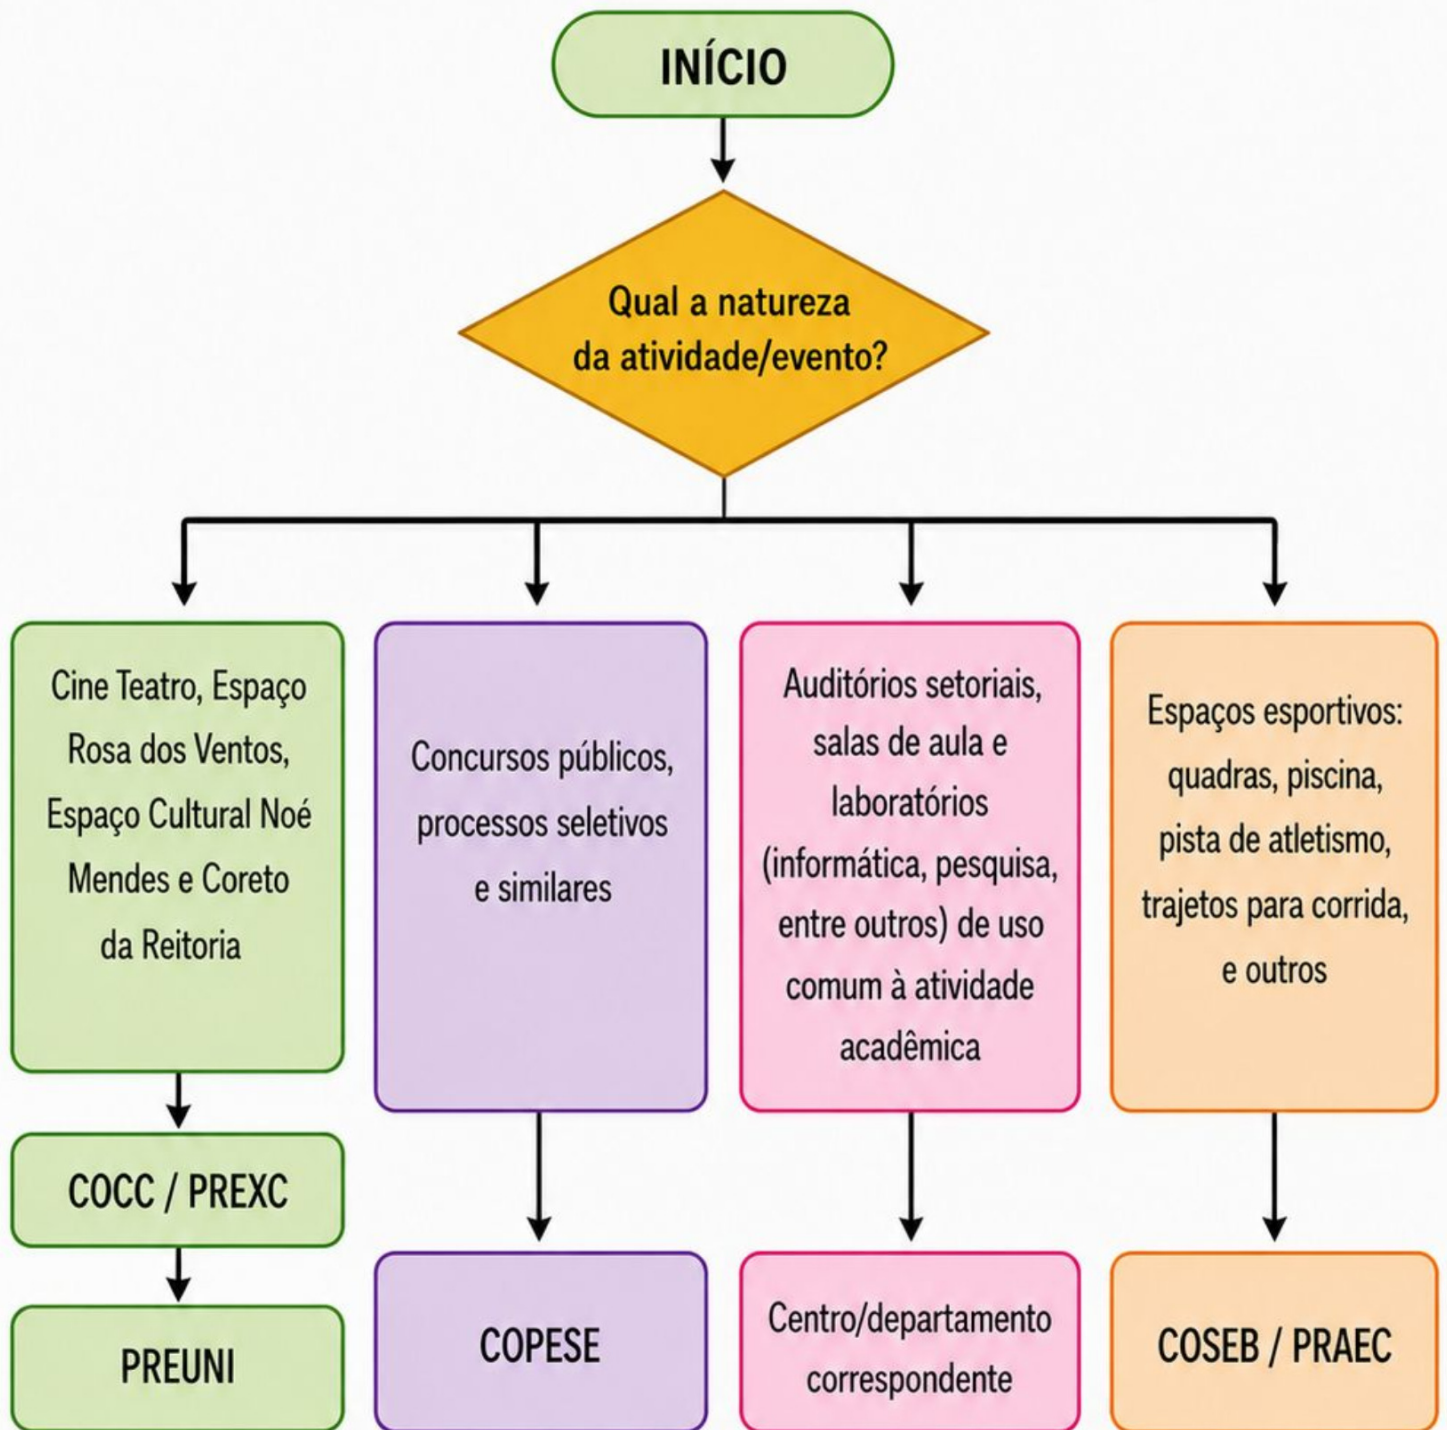 INÍCIO
Qual a natureza
da atividade/evento?
Cine Teatro, Espaço
Rosa dos Ventos,
Espaço Cultural Noé
Mendes e Coreto
da Reitoria
COCC / PREXC
PREUNI
Concursos públicos,
processos seletivos
e similares
COPESE
Auditórios setoriais,
salas de aula e
laboratórios
(informática, pesquisa,
entre outros) de uso
comum à atividade
acadêmica
Centro/departamento
correspondente
Espaços esportivos:
quadras, piscina,
pista de atletismo,
trajetos para corrida,
e outros
COSEB / PRAEC